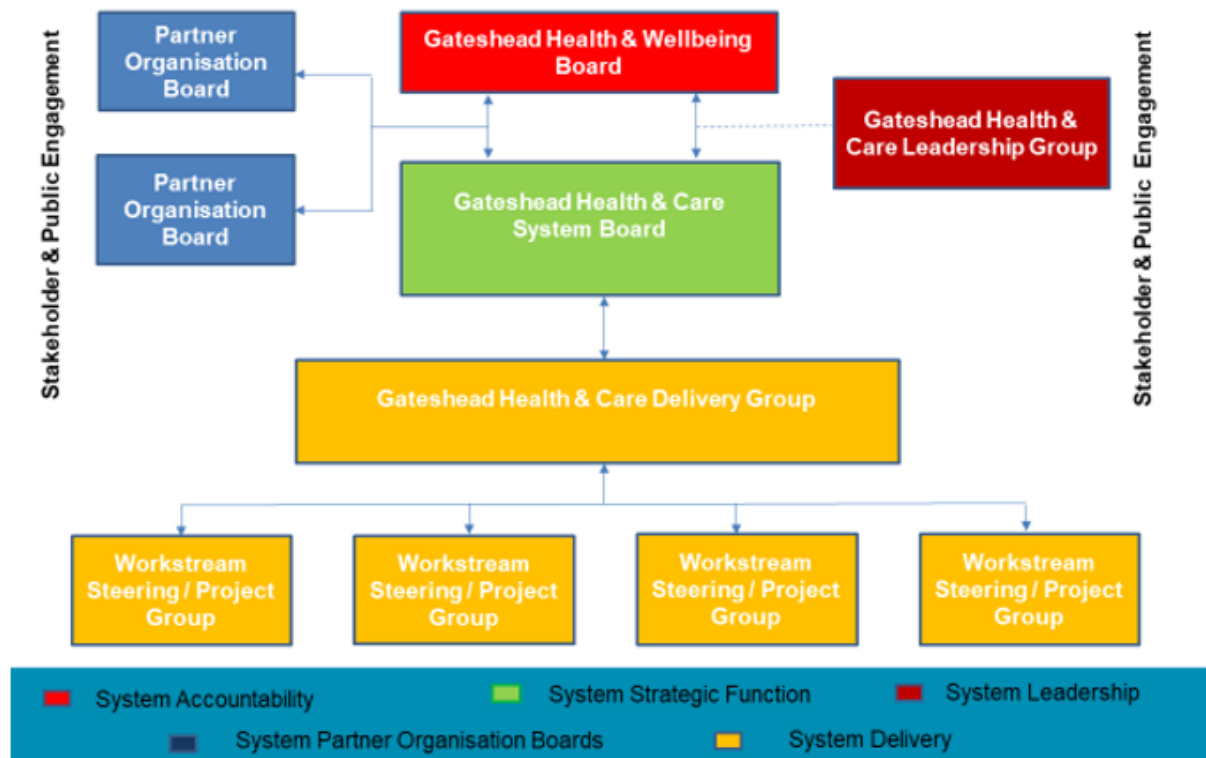 Stakeholder & Public Engagement
Partner
Organisation
Board
Gateshead Health & Wellbeing
Board
Gateshead Health &
Care Leadership Group
Stakeholder & Public Engagement
Partner
Organisation
Board
Gateshead Health & Care
System Board
Gateshead Health & Care Delivery Group
Workstream
Steering / Project
Group
Workstream
Steering / Project
Group
Workstream
Steering / Project
Group
Workstream
Steering / Project
Group
System Accountability
System Strategic Function
System Leadership
System Partner Organisation Boards
System Delivery